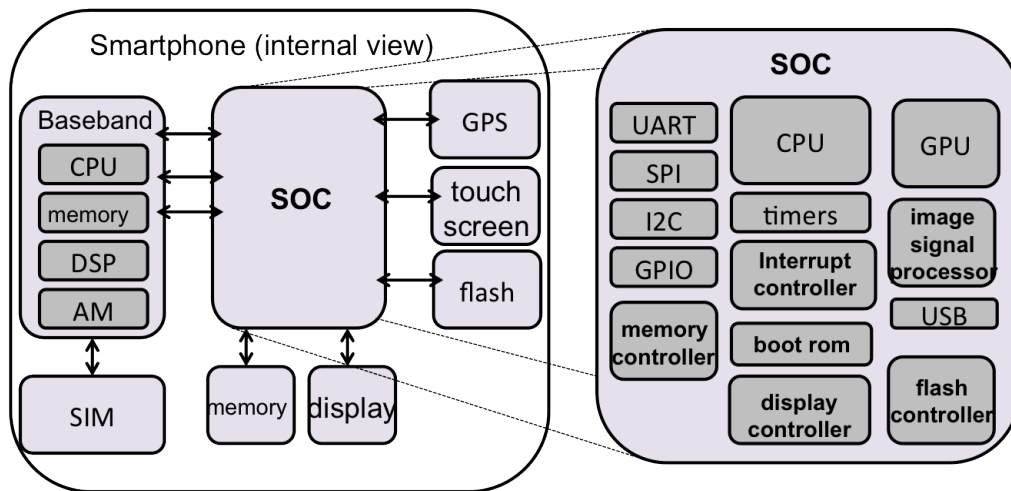 Smartphone (internal view)
Baseband
CPU
memory
DSP
AM
SIM
SOC
memory
display
GPS
touch
screen
flash
SOC
UART
SPI
I2C
GPIO
memory
controller
CPU
timers
Interrupt
controller
boot rom
display
controller
GPU
image
signal
processor
USB
flash
controller